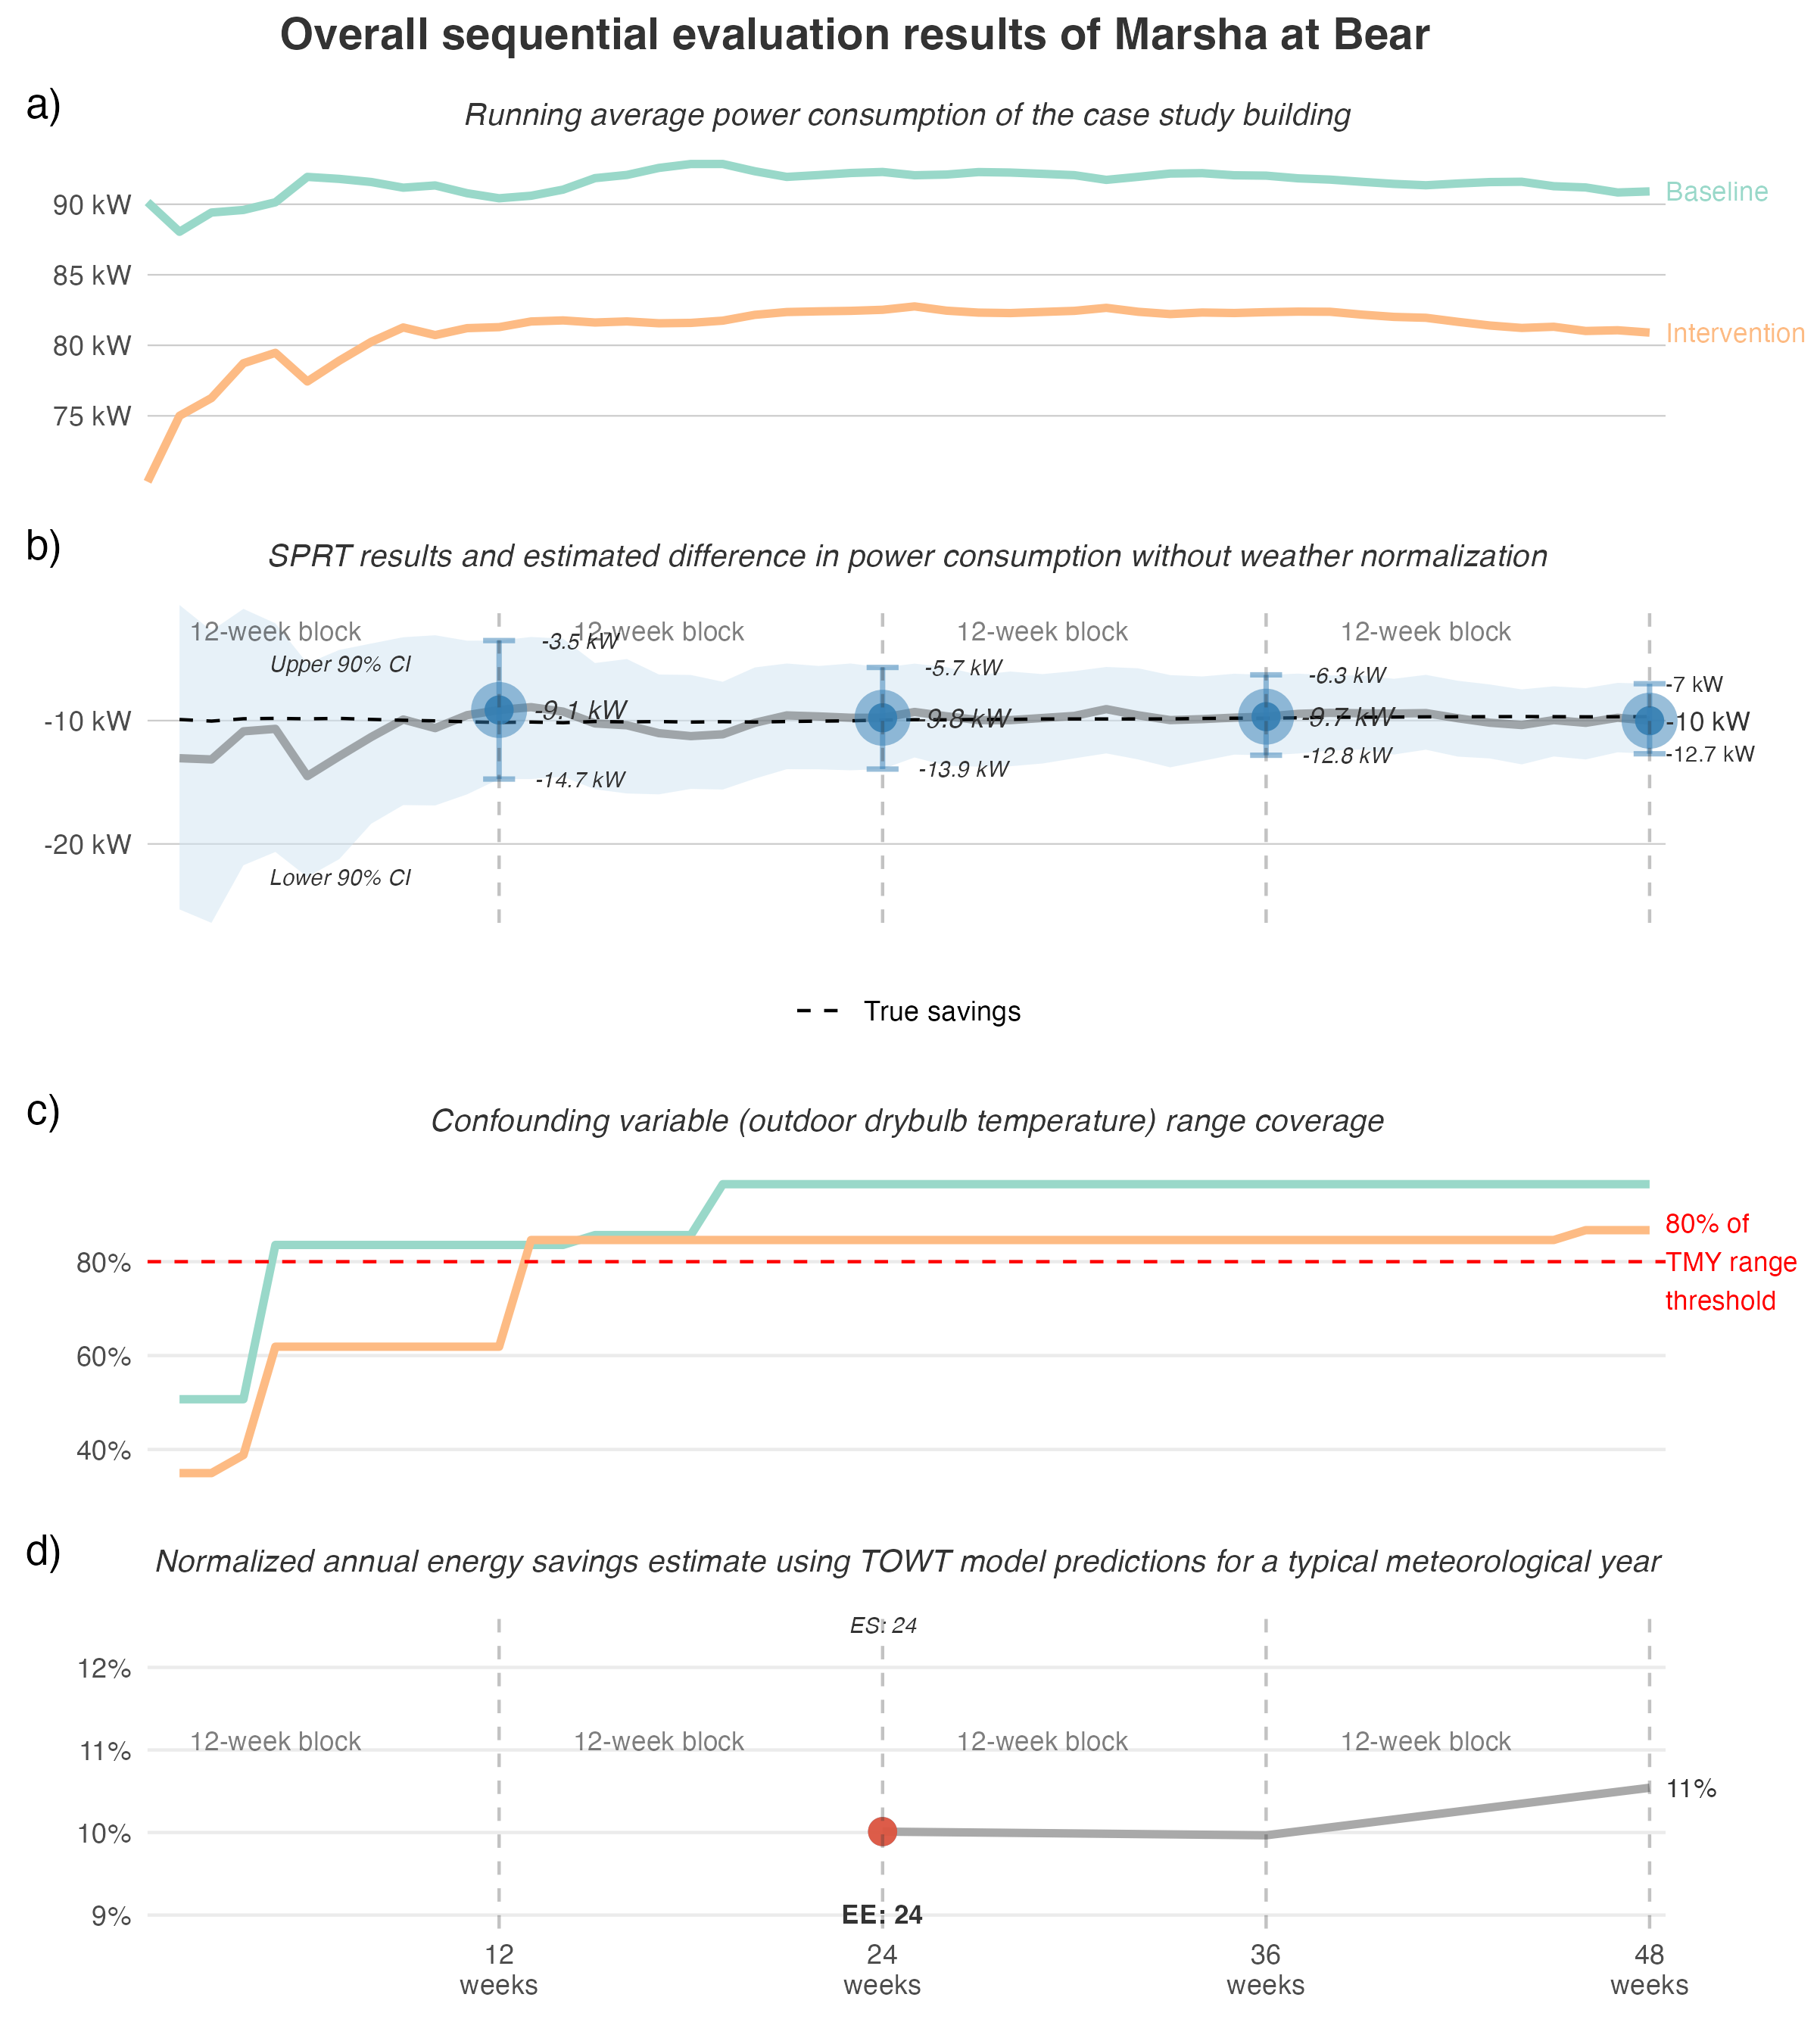 Overall sequential evaluation results of Marsha at Bear
a)
Running average power consumption of the case study building
90 kW
85 kW
80 kW
75 kW
Baseline
Intervention
b)
SPRT results and estimated difference in power consumption without weather normalization
12-week block
12-week block
12-week block
12-week block
Upper 90% CI
Lower 90% CI
-10 kW
-20 kW
-3.5 kW
-9.1 kW
-14.7 kW
-5.7 kW
-9.8 kW
-13.9 kW
-6.3 kW
-9.7 kW
-12.8 kW
-7 kW
-10 kW
-12.7 kW
True savings
c)
Confounding variable (outdoor drybulb temperature) range coverage
80%
60%
40%
80% of
TMY range
threshold
d)
Normalized annual energy savings estimate using TOWT model predictions for a typical meteorological year
ES: 24
12%
11%
10%
9%
12-week block
12-week block
12-week block
12-week block
11%
EE: 24
12
weeks
24
weeks
36
weeks
48
weeks